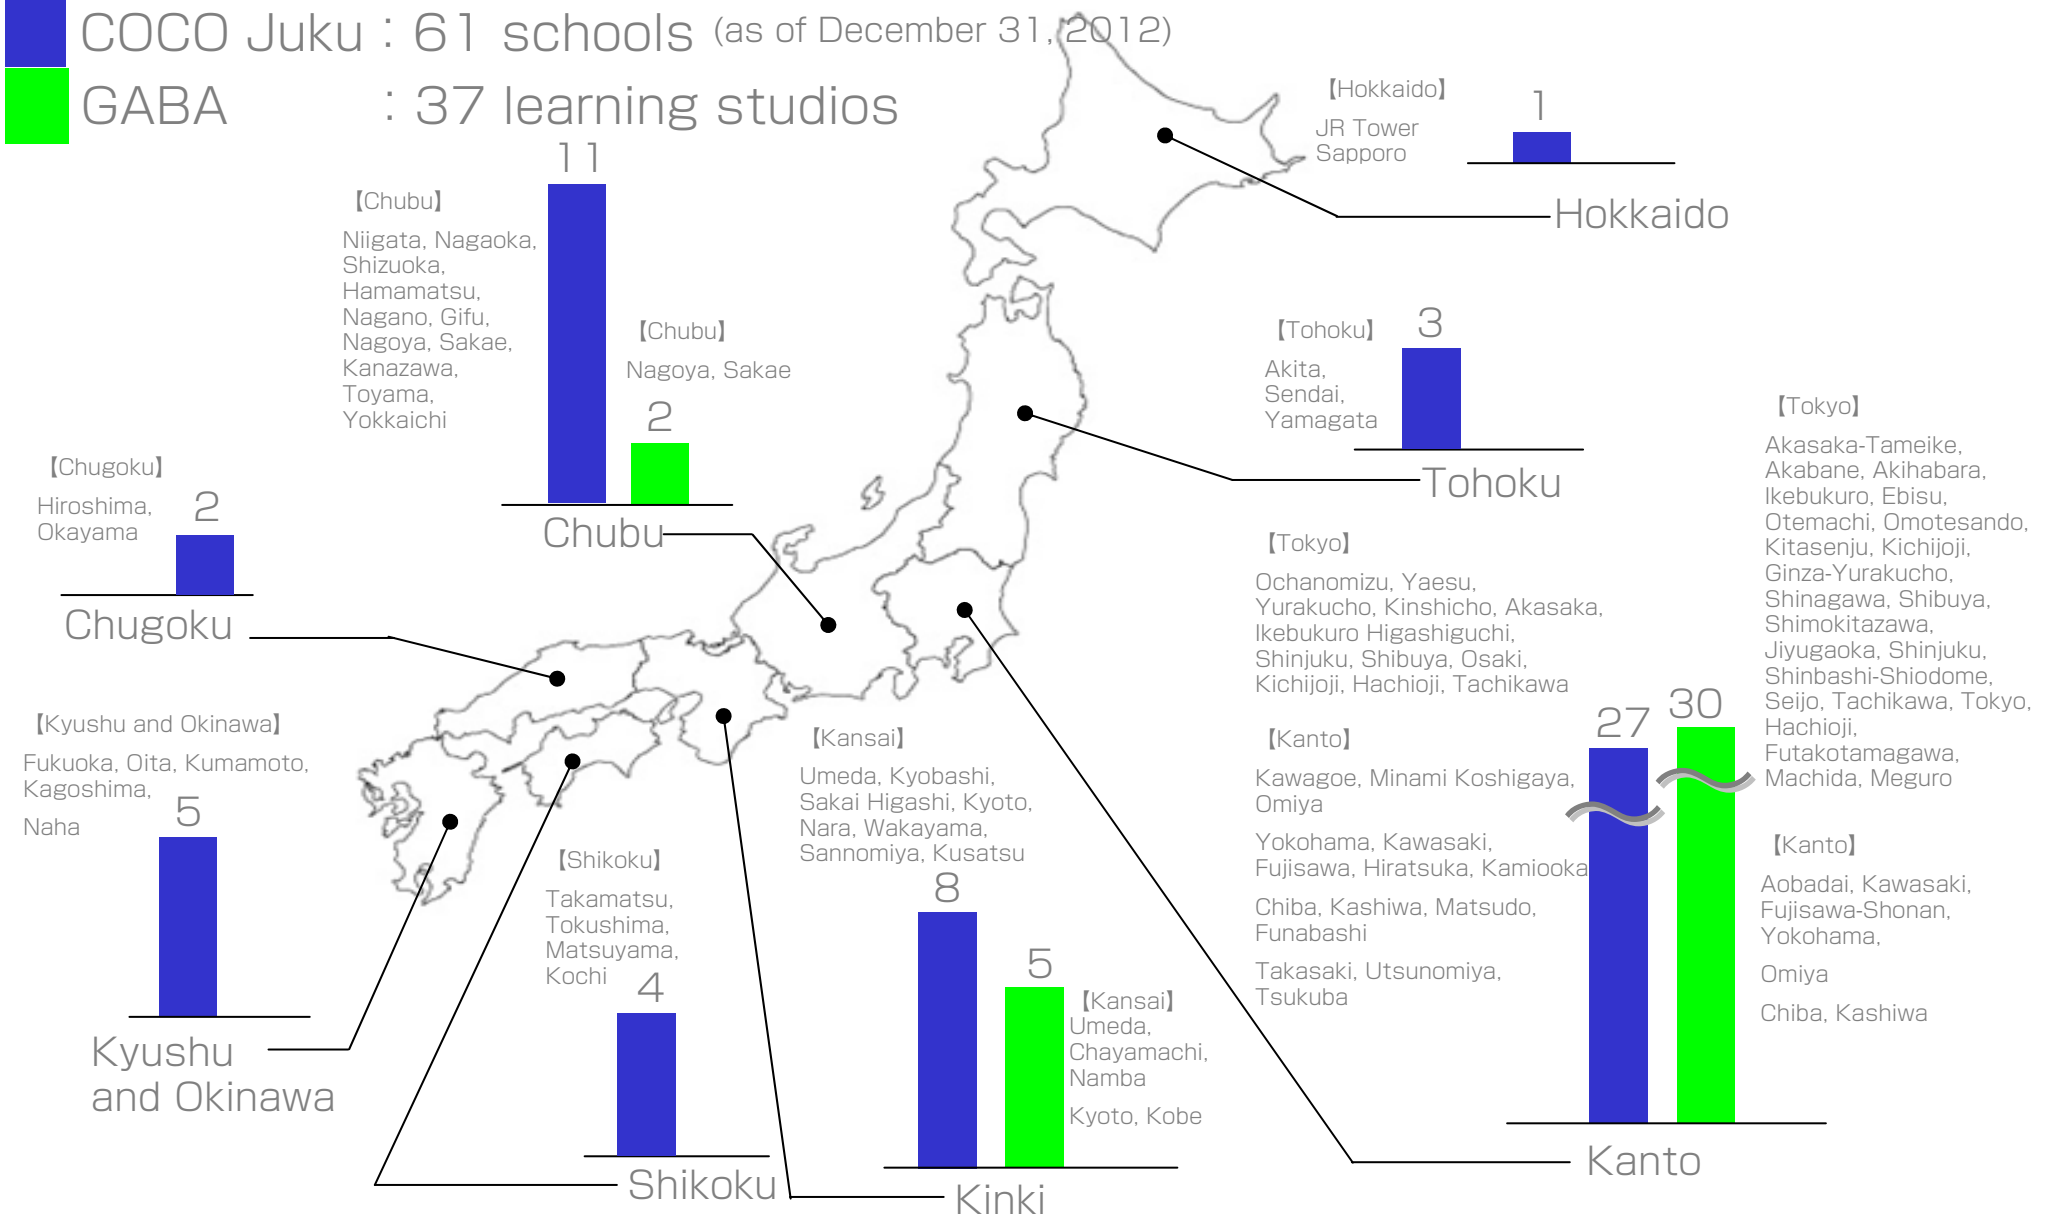 COCO Juku : 61 schools (as of December 31, 2012)
GABA : 37 learning studios
【Hokkaido】
JR Tower
Sapporo
1
Hokkaido
11
【Chubu】
Niigata, Nagaoka,
Shizuoka,
Hamamatsu,
Nagano, Gifu,
Nagoya, Sakae,
Kanazawa,
Toyama,
Yokkaichi
【Chubu】
Nagoya, Sakae
2
Chubu
【Tohoku】
Akita,
Sendai,
Yamagata
3
Tohoku
【Chugoku】
Hiroshima,
Okayama
2
Chugoku
【Tokyo】
Ochanomizu, Yaesu,
Yurakucho, Kinshicho, Akasaka,
Ikebukuro Higashiguchi,
Shinjuku, Shibuya, Osaki,
Kichijoji, Hachioji, Tachikawa
【Kanto】
Kawagoe, Minami Koshigaya,
Omiya
Yokohama, Kawasaki,
Fujisawa, Hiratsuka, Kamiooka
Chiba, Kashiwa, Matsudo,
Funabashi
Takasaki, Utsunomiya,
Tsukuba
27
30
【Tokyo】
Akasaka-Tameike,
Akabane, Akihabara,
Ikebukuro, Ebisu,
Otemachi, Omotesando,
Kitasenju, Kichijoji,
Ginza-Yurakucho,
Shinagawa, Shibuya,
Shimokitazawa,
Jiyugaoka, Shinjuku,
Shinbashi-Shiodome,
Seijo, Tachikawa, Tokyo,
Hachioji,
Futakotamagawa,
Machida, Meguro
【Kanto】
Aobadai, Kawasaki,
Fujisawa-Shonan,
Yokohama,
Omiya
Chiba, Kashiwa
Kanto
【Kyushu and Okinawa】
Fukuoka, Oita, Kumamoto,
Kagoshima,
Naha
5
Kyushu
and Okinawa
【Shikoku】
Takamatsu,
Tokushima,
Matsuyama,
Kochi
4
Shikoku
【Kansai】
Umeda, Kyobashi,
Sakai Higashi, Kyoto,
Nara, Wakayama,
Sannomiya, Kusatsu
8
5
【Kansai】
Umeda,
Chayamachi,
Namba
Kyoto, Kobe
Kinki